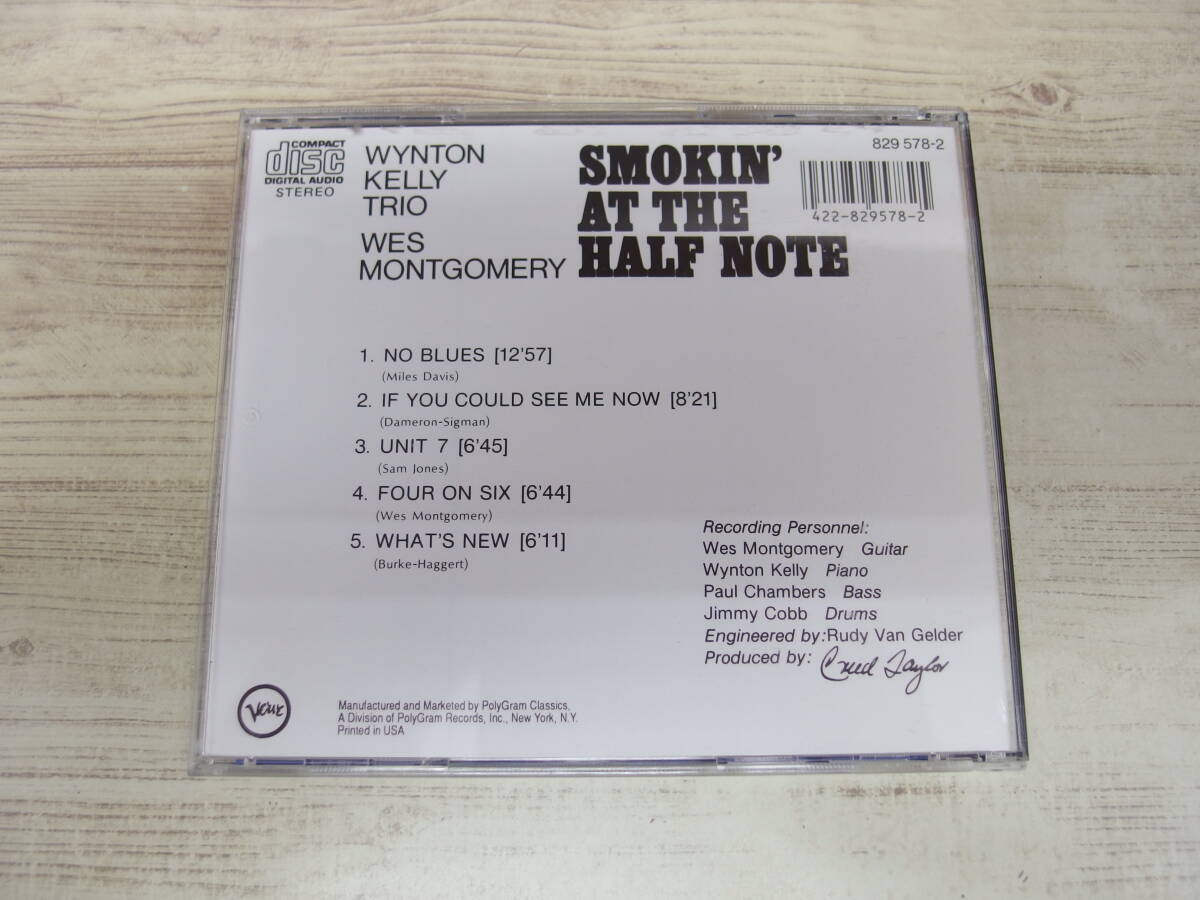 COMPACT
disc
DIGITAL AUDIO
STEREO
WYNTON
KELLY
TRIO
WES
MONTGOMERY
SMOKIN'
AT THE
HALF NOTE
829 578-2
422-829578-2
1. NO BLUES [12'57]
(Miles Davis)
2. IF YOU COULD SEE ME NOW [8'21]
(Dameron-Sigman)
3. UNIT 7 [6'45]
(Sam Jones)
4. FOUR ON SIX [6'44]
(Wes Montgomery)
5. WHAT'S NEW [6'11]
(Burke-Haggert)
Recording Personnel:
Wes Montgomery Guitar
Wynton Kelly Piano
Paul Chambers Bass
Jimmy Cobb Drums
Engineered by:Rudy Van Gelder
Produced by: Creed Taylor
Verve
Manufactured and Marketed by PolyGram Classics,
A Division of PolyGram Records, Inc., New York, N.Y.
Printed in USA